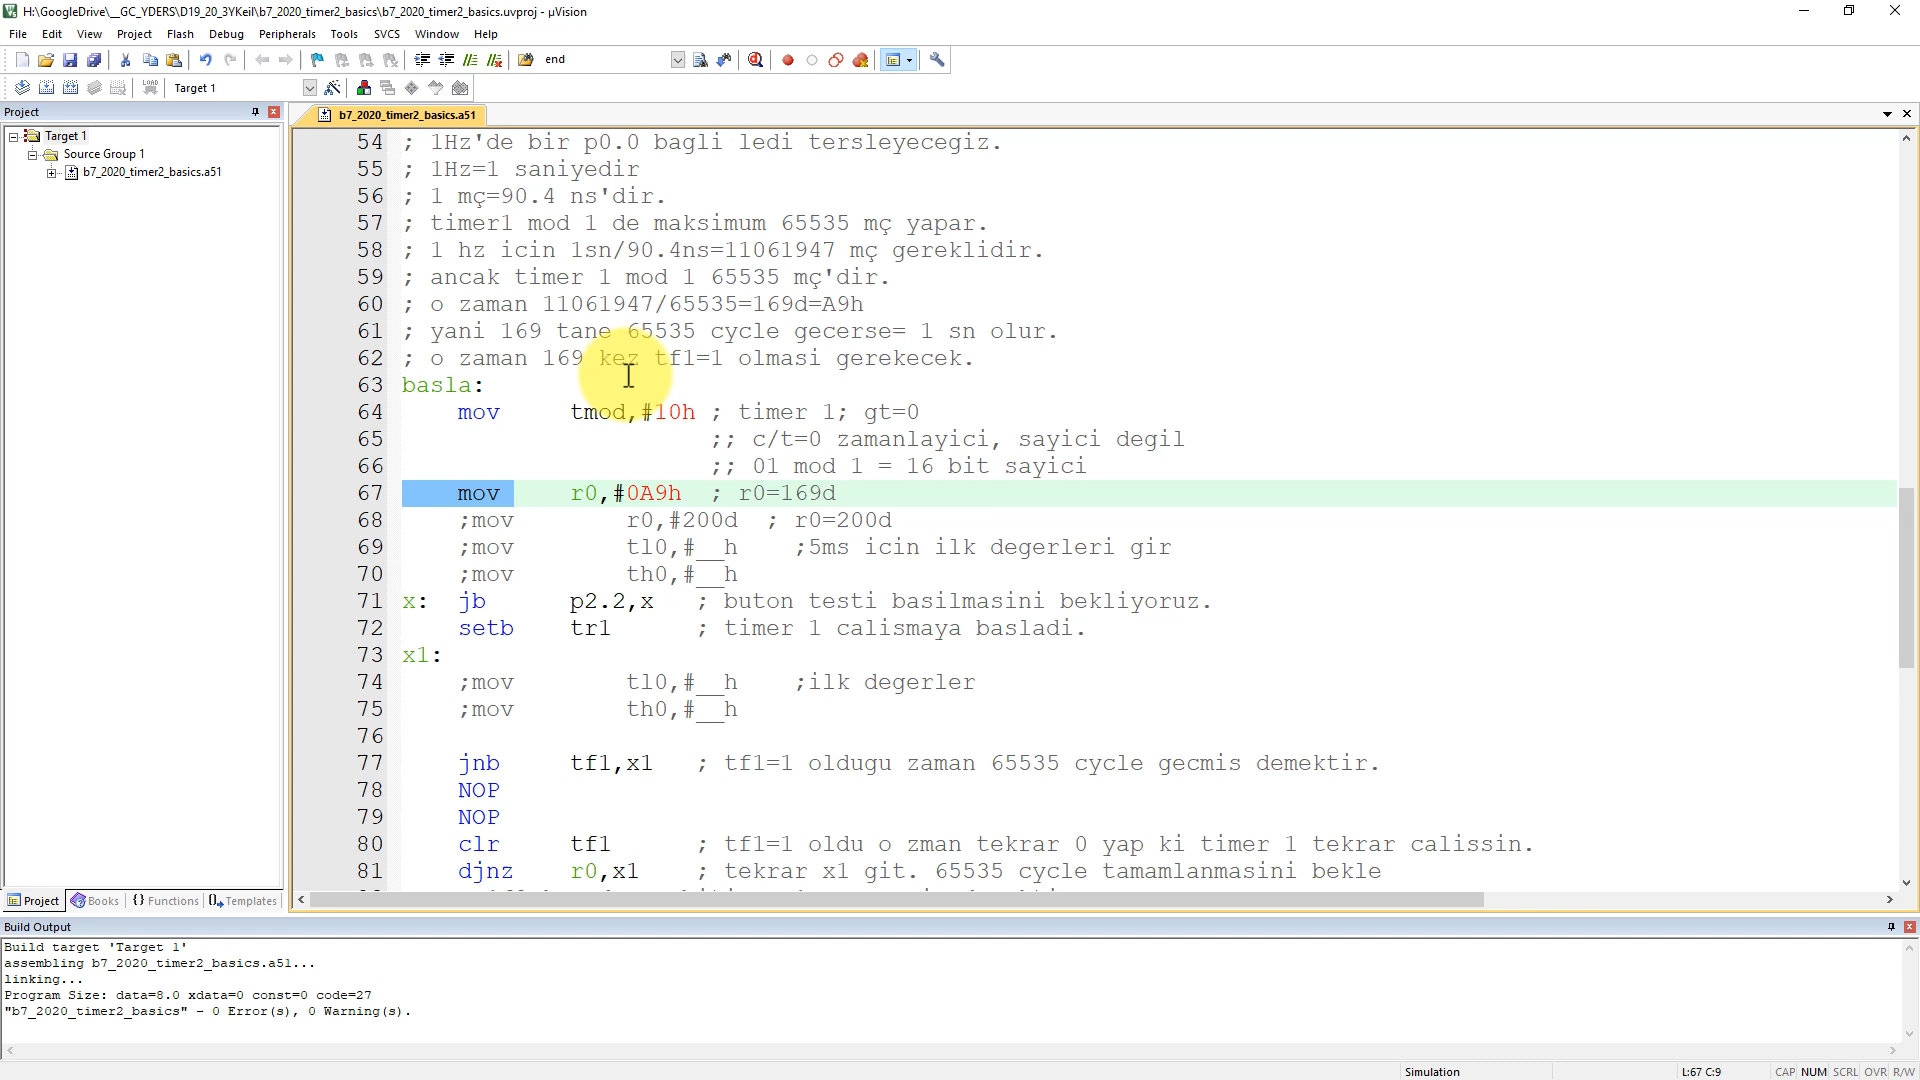 H:\GoogleDrive\__GC_YDERS\D19_20_3YKeil\b7_2020_timer2_basics\b7_2020_timer2_basics.uvproj - µVision
File Edit View Project Flash Debug Peripherals Tools SVCS Window Help
end
LOAD Target 1
Project
b7_2020_timer2_basics.a51
Target 1
Source Group 1
b7_2020_timer2_basics.a51
54 ; 1Hz'de bir p0.0 bagli ledi tersleyecegiz.
55 ; 1Hz=1 saniyedir
56 ; 1 mç=90.4 ns'dir.
57 ; timer1 mod 1 de maksimum 65535 mç yapar.
58 ; 1 hz icin 1sn/90.4ns=11061947 mç gereklidir.
59 ; ancak timer 1 mod 1 65535 mç'dir.
60 ; o zaman 11061947/65535=169d=A9h
61 ; yani 169 tane 65535 cycle gecerse= 1 sn olur.
62 ; o zaman 169 kez tf1=1 olmasi gerekecek.
63 basla:
64 mov tmod,#10h ; timer 1; gt=0
65 ;; c/t=0 zamanlayici, sayici degil
66 ;; 01 mod 1 = 16 bit sayici
67 mov r0,#0A9h ; r0=169d
68 ;mov r0,#200d ; r0=200d
69 ;mov tl0,#__h ;5ms icin ilk degerleri gir
70 ;mov th0,#__h
71 x: jb p2.2,x ; buton testi basilmasini bekliyoruz.
72 setb tr1 ; timer 1 calismaya basladi.
73 x1:
74 ;mov tl0,#__h ;ilk degerler
75 ;mov th0,#__h
76
77 jnb tf1,x1 ; tf1=1 oldugu zaman 65535 cycle gecmis demektir.
78 NOP
79 NOP
80 clr tf1 ; tf1=1 oldu o zman tekrar 0 yap ki timer 1 tekrar calissin.
81 djnz r0,x1 ; tekrar x1 git. 65535 cycle tamamlanmasini bekle
Project Books {} Functions Templates
Build Output
Build target 'Target 1'
assembling b7_2020_timer2_basics.a51...
linking...
Program Size: data=8.0 xdata=0 const=0 code=27
"b7_2020_timer2_basics" - 0 Error(s), 0 Warning(s).
Simulation L:67 C:9 CAP NUM SCRL OVR R/W